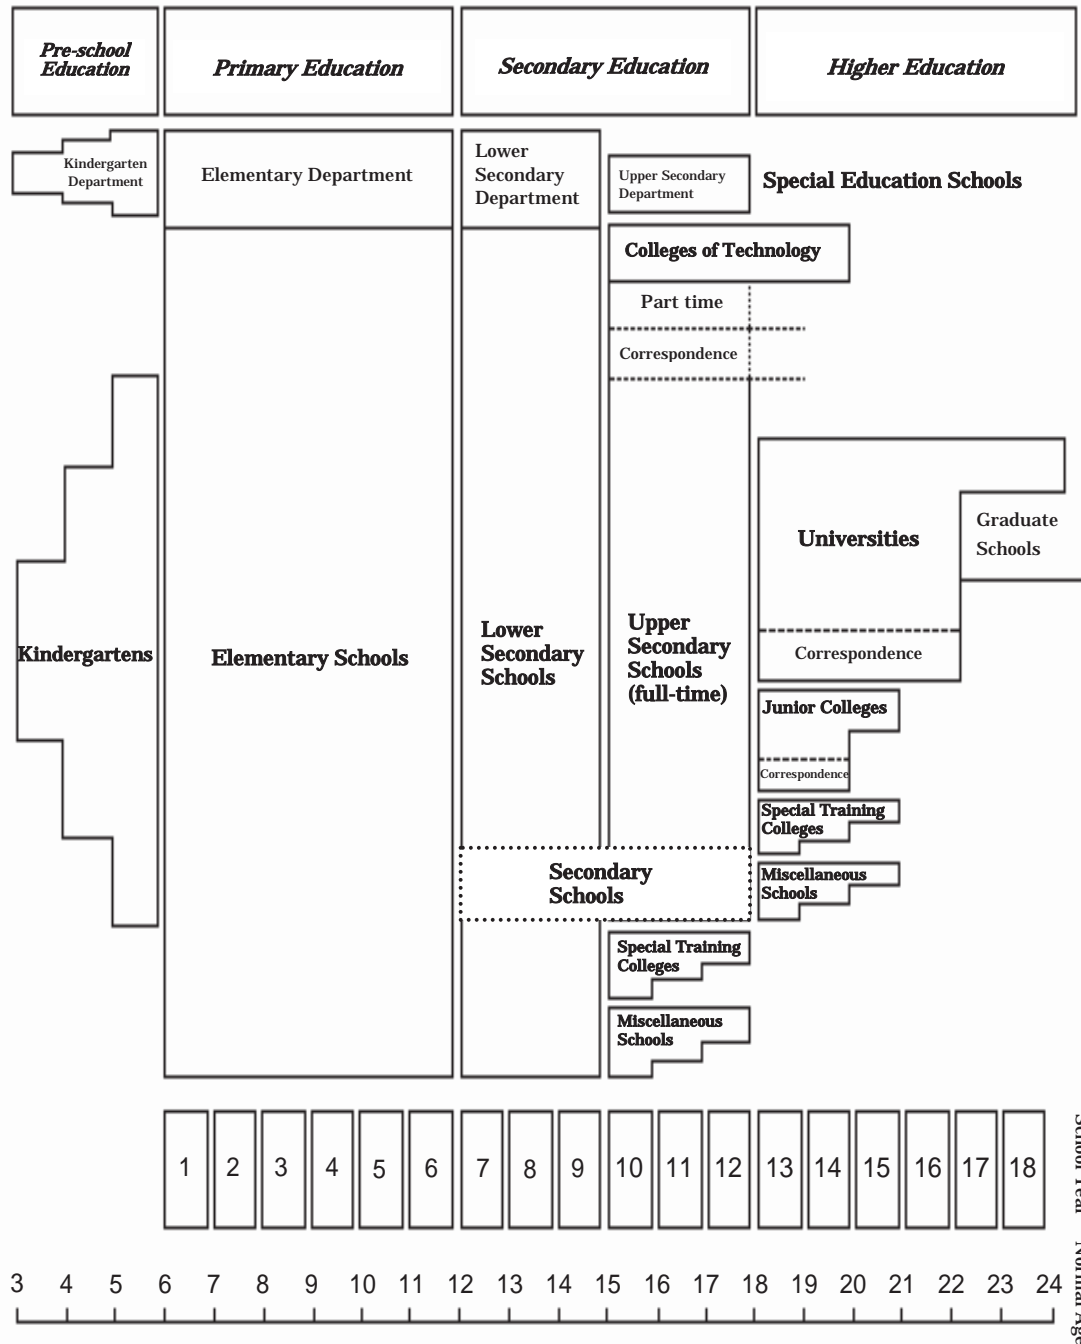 Pre-school
Education
Primary Education
Secondary Education
Higher Education
Kindergarten
Department
Elementary Department
Lower
Secondary
Department
Upper Secondary
Department
Special Education Schools
Colleges of Technology
Part time
Correspondence
Universities
Graduate
Schools
Correspondence
Kindergartens
Elementary Schools
Lower
Secondary
Schools
Upper
Secondary
Schools
(full-time)
Junior Colleges
Correspondence
Special Training
Colleges
Miscellaneous
Schools
Secondary
Schools
Special Training
Colleges
Miscellaneous
Schools
1 2 3 4 5 6 7 8 9 10 11 12 13 14 15 16 17 18
School Year
3 4 5 6 7 8 9 10 11 12 13 14 15 16 17 18 19 20 21 22 23 24
Normal Age